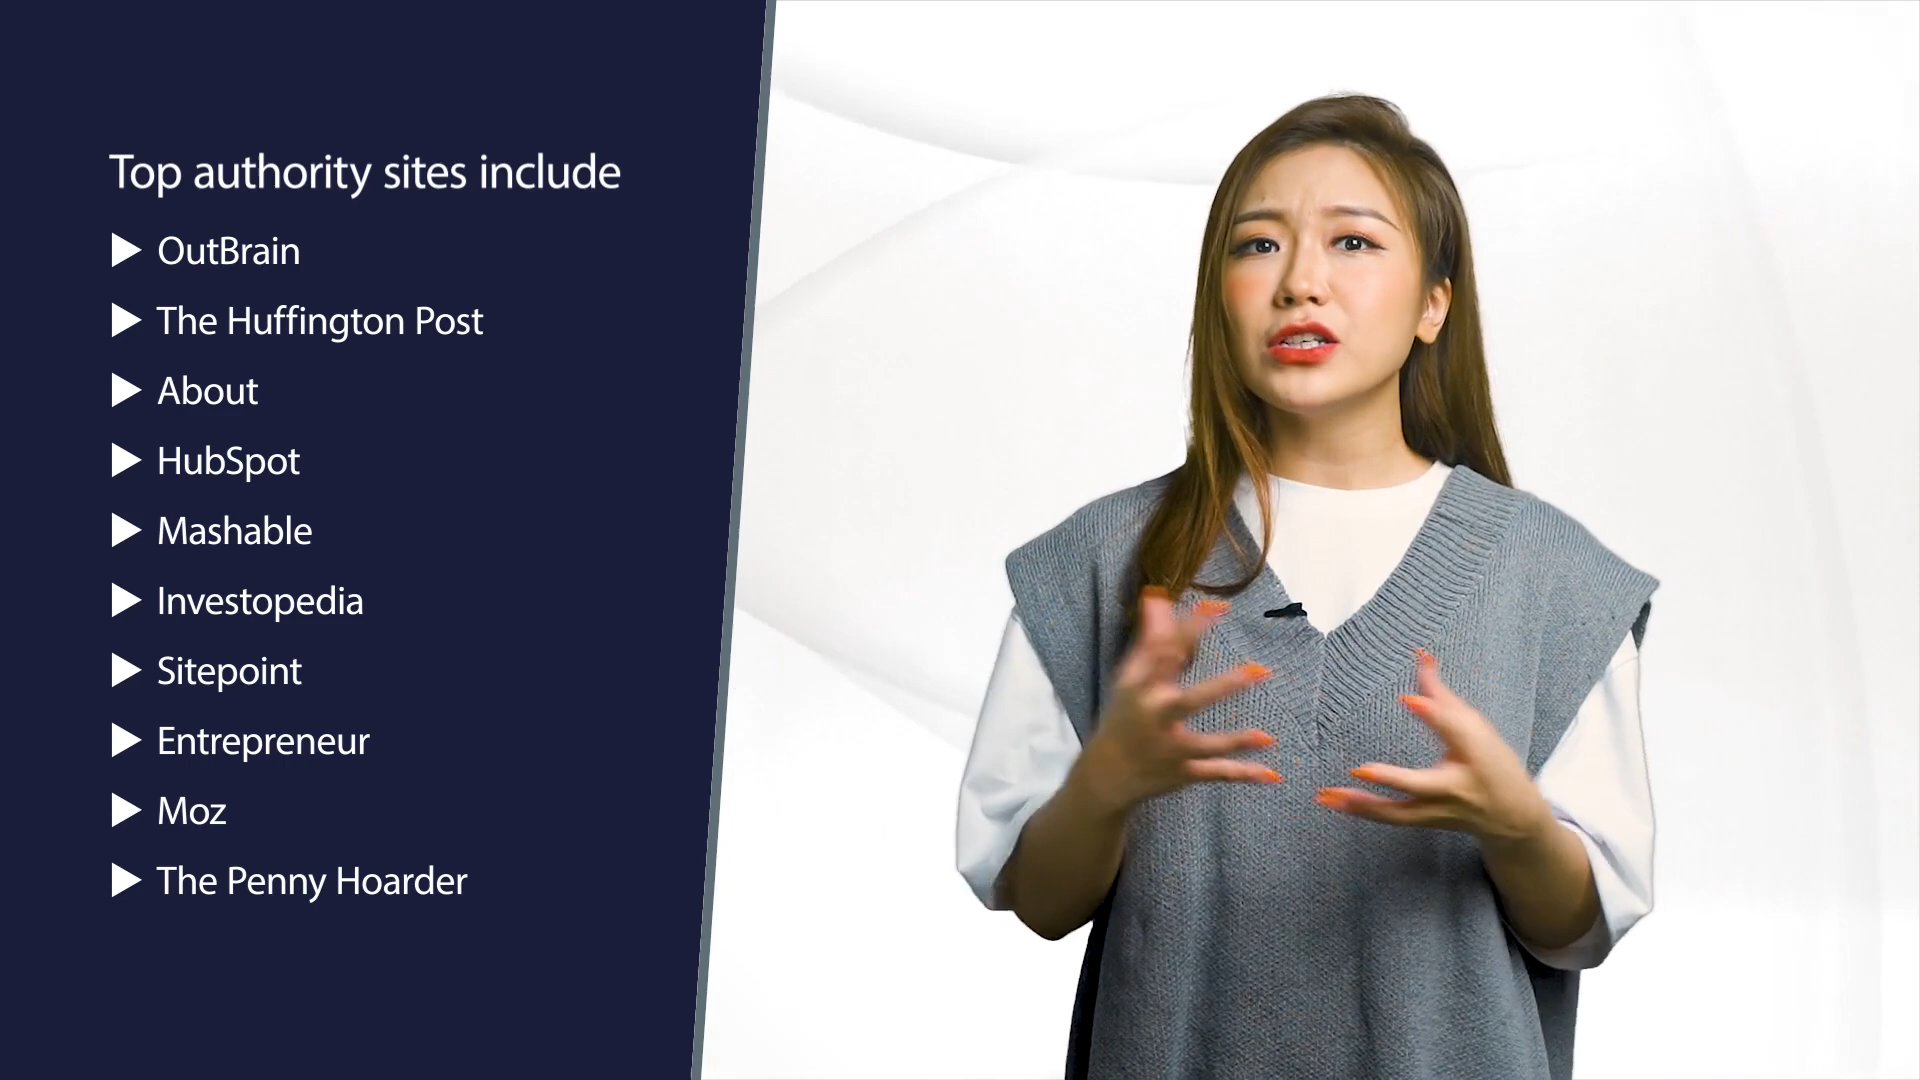 Top authority sites include
OutBrain
The Huffington Post
About
HubSpot
Mashable
Investopedia
Sitepoint
Entrepreneur
Moz
The Penny Hoarder